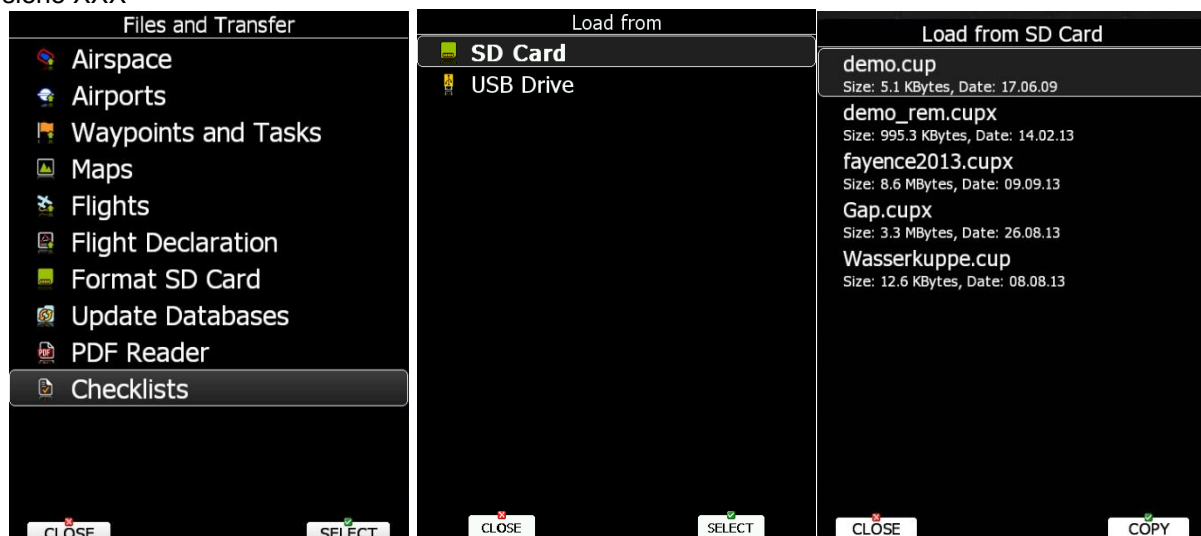 Files and Transfer
Airspace
Airports
Waypoints and Tasks
Maps
Flights
Flight Declaration
Format SD Card
Update Databases
PDF Reader
Checklists
CLOSE
SELECT
Load from
SD Card
USB Drive
CLOSE
SELECT
Load from SD Card
demo.cup
Size: 5.1 KBytes, Date: 17.06.09
demo_rem.cupx
Size: 995.3 KBytes, Date: 14.02.13
fayence2013.cupx
Size: 8.6 MBytes, Date: 09.09.13
Gap.cupx
Size: 3.3 MBytes, Date: 26.08.13
Wasserkuppe.cup
Size: 12.6 KBytes, Date: 08.08.13
CLOSE
COPY